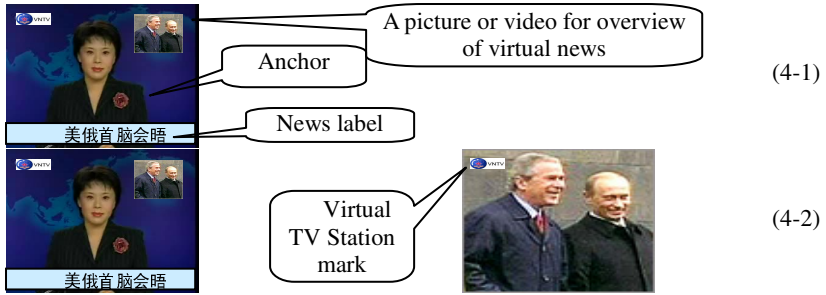 VNTV
A picture or video for overview
of virtual news
Anchor
(4-1)
News label
美俄首脑会晤
VNTV
VNTV
Virtual
TV Station
mark
(4-2)
美俄首脑会晤